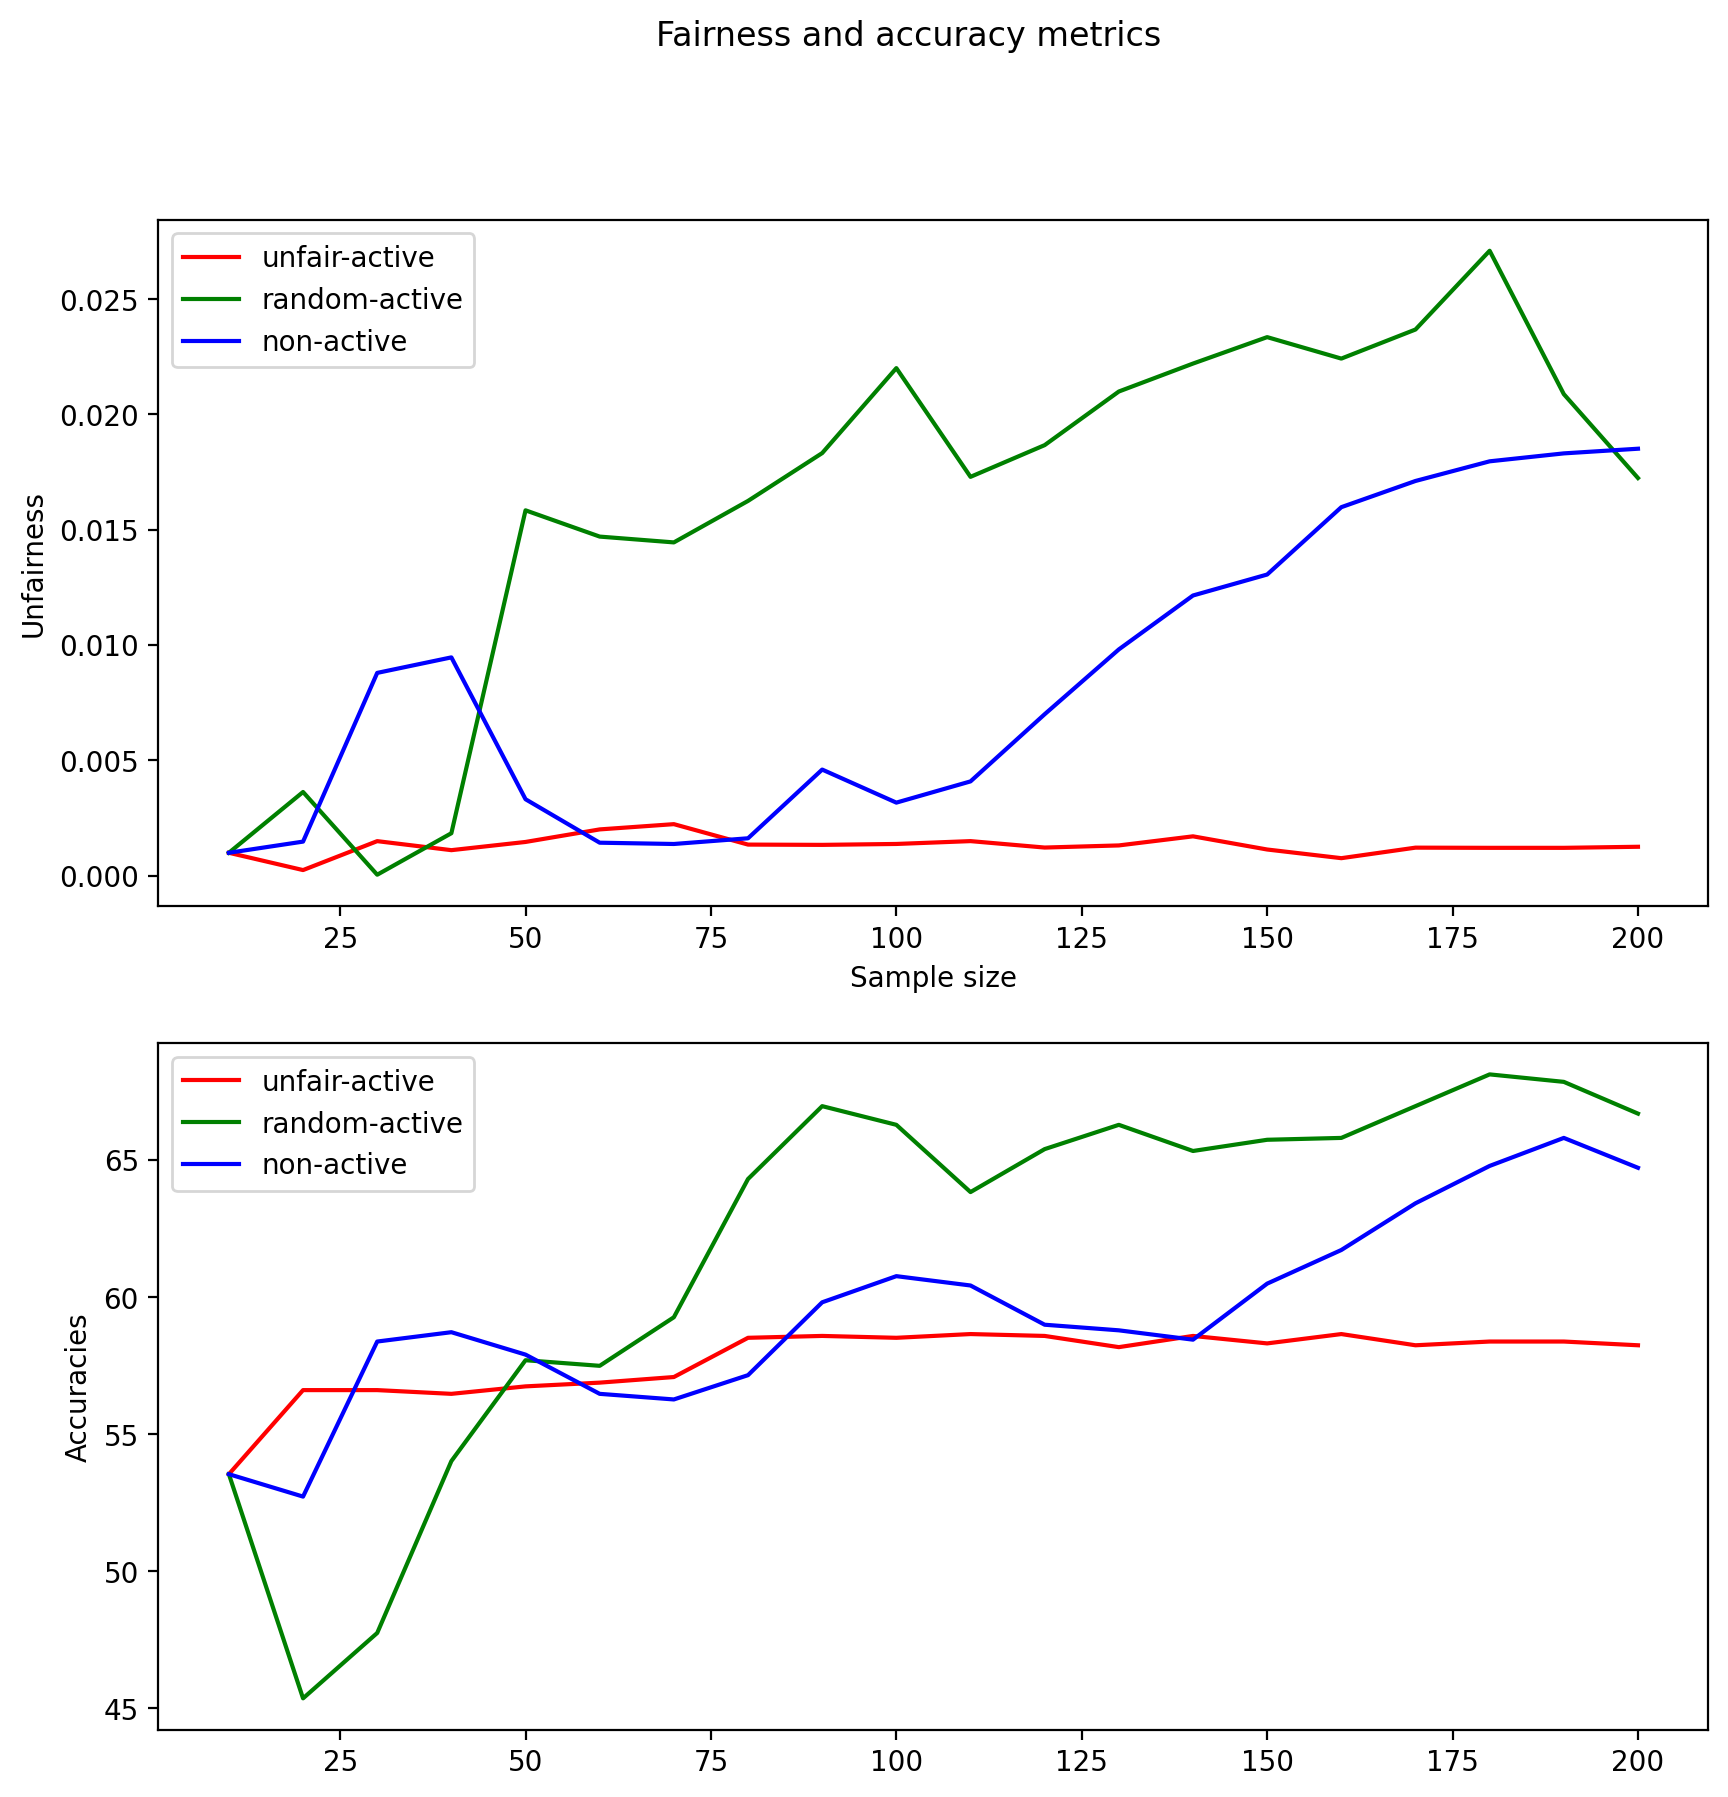 Fairness and accuracy metrics
unfair-active
random-active
non-active
Unfairness
0.025
0.020
0.015
0.010
0.005
0.000
25 50 75 100 125 150 175 200
Sample size
unfair-active
random-active
non-active
Accuracies
65
60
55
50
45
25 50 75 100 125 150 175 200